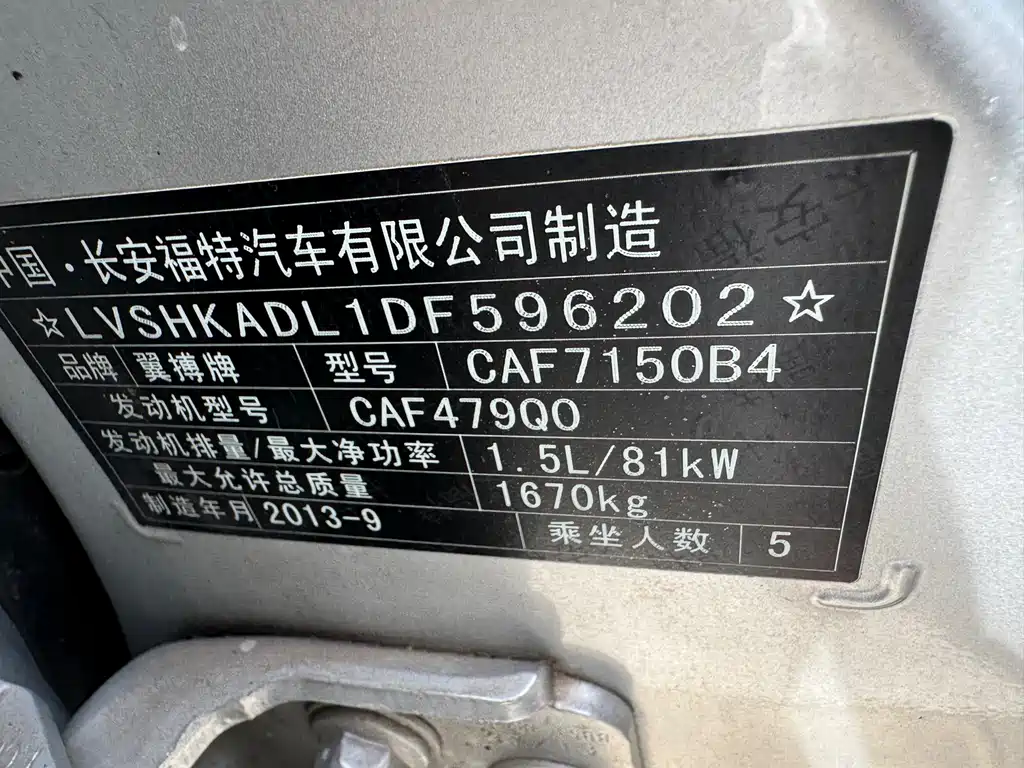 中国·长安福特汽车有限公司制造
☆LVSHKADL1DF596202☆
品牌 翼搏牌 型号 CAF7150B4
发动机型号 CAF479Q0
发动机排量/最大净功率 1.5L/81kW
最大允许总质量 1670kg
制造年月 2013-9 乘坐人数 5